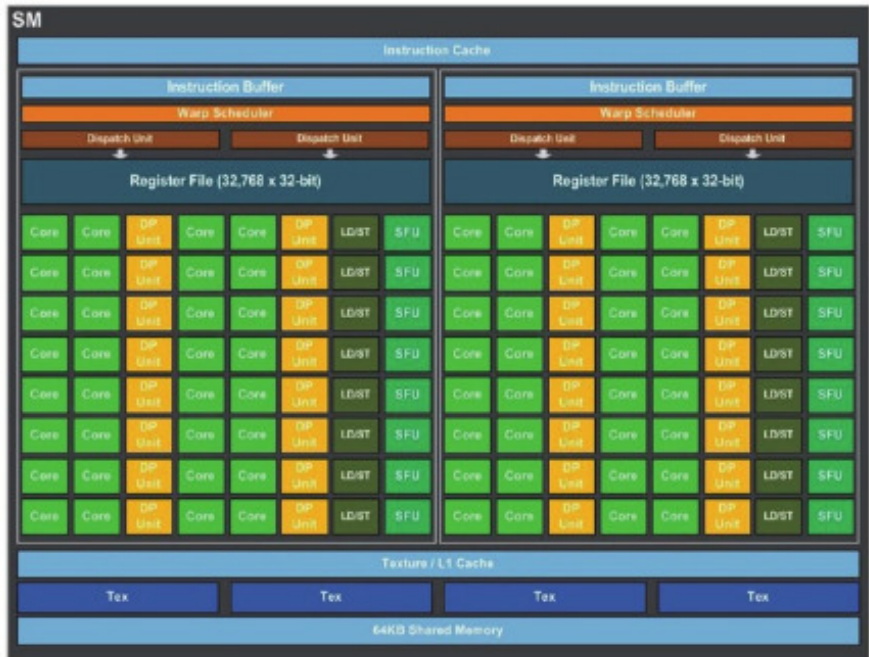 SM
Instruction Cache
Instruction Buffer Instruction Buffer
Warp Scheduler Warp Scheduler
Dispatch Unit Dispatch Unit Dispatch Unit Dispatch Unit
Register File (32,768 x 32-bit) Register File (32,768 x 32-bit)
Core Core DP Unit Core Core DP Unit LD/ST SFU Core Core DP Unit Core Core DP Unit LD/ST SFU
Core Core DP Unit Core Core DP Unit LD/ST SFU Core Core DP Unit Core Core DP Unit LD/ST SFU
Core Core DP Unit Core Core DP Unit LD/ST SFU Core Core DP Unit Core Core DP Unit LD/ST SFU
Core Core DP Unit Core Core DP Unit LD/ST SFU Core Core DP Unit Core Core DP Unit LD/ST SFU
Core Core DP Unit Core Core DP Unit LD/ST SFU Core Core DP Unit Core Core DP Unit LD/ST SFU
Core Core DP Unit Core Core DP Unit LD/ST SFU Core Core DP Unit Core Core DP Unit LD/ST SFU
Core Core DP Unit Core Core DP Unit LD/ST SFU Core Core DP Unit Core Core DP Unit LD/ST SFU
Core Core DP Unit Core Core DP Unit LD/ST SFU Core Core DP Unit Core Core DP Unit LD/ST SFU
Texture / L1 Cache
Tex Tex Tex Tex
64KB Shared Memory